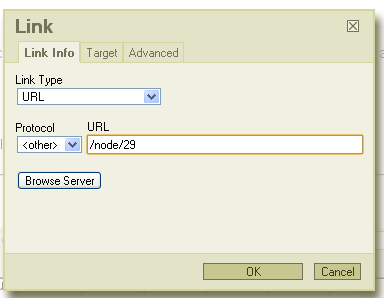 Link
Link Info Target Advanced
Link Type
URL
Protocol URL
<other> /node/29
Browse Server
OK Cancel